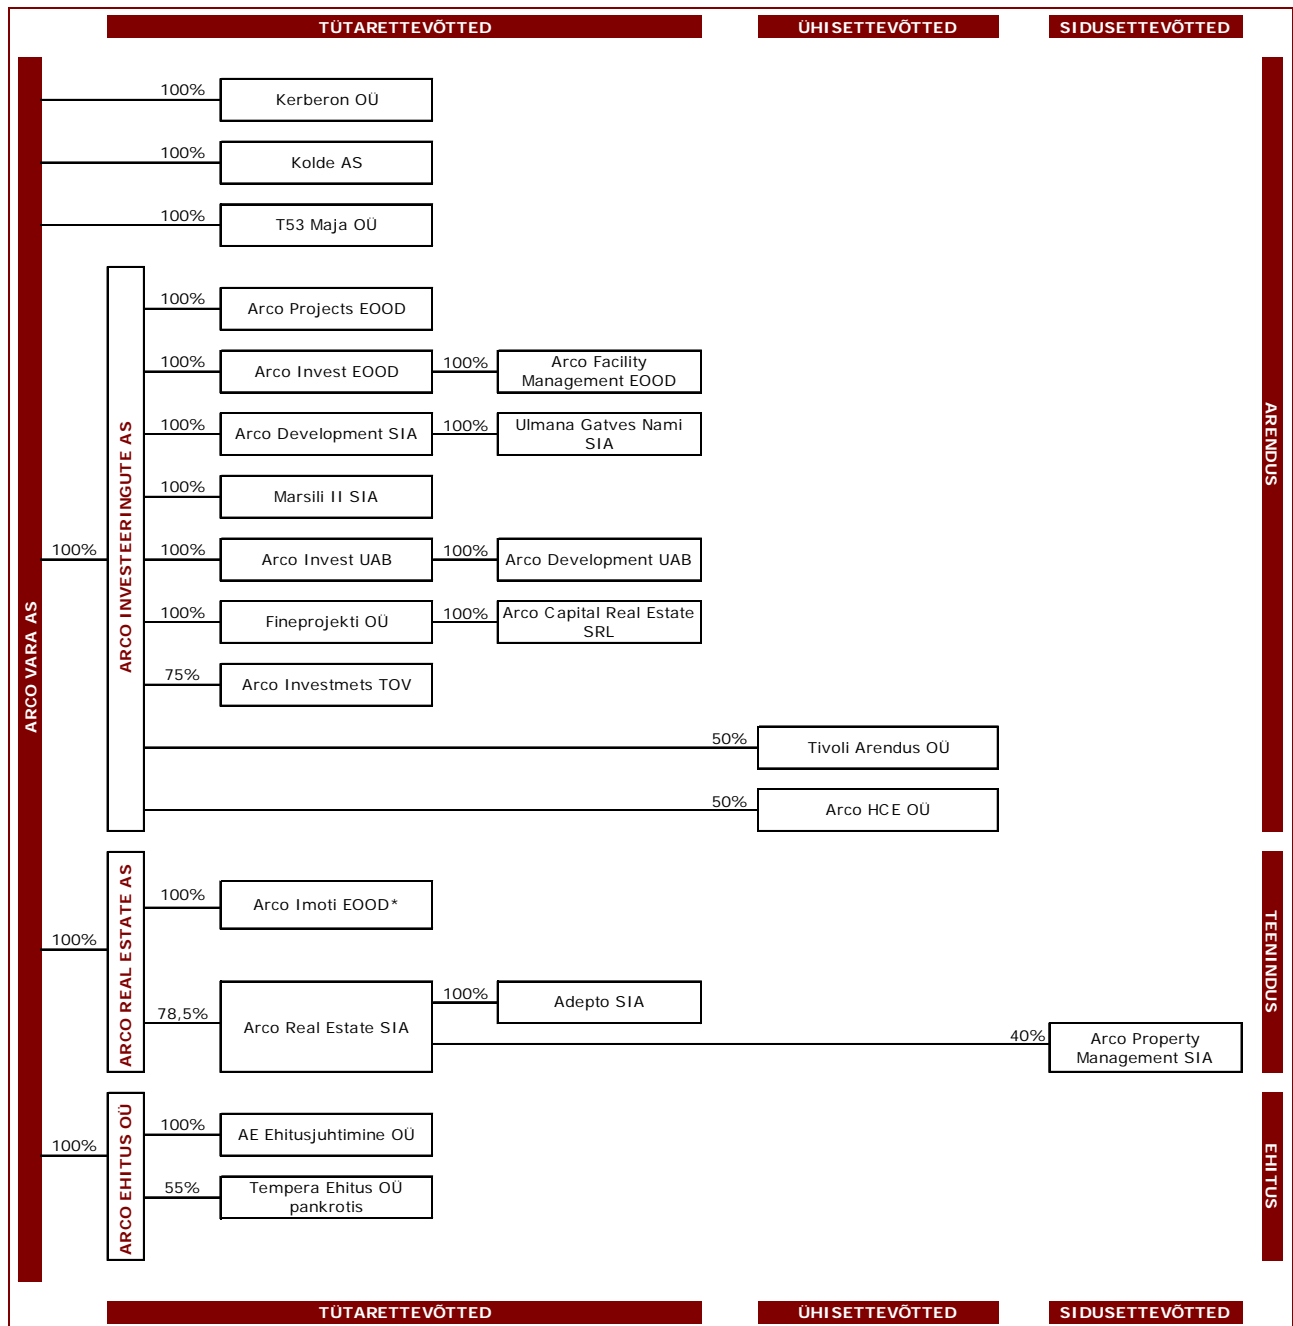 TÜTARETTEVÕTTED ÜHISETTEVÕTTED SIDUSETTEVÕTTED
ARCO VARA AS
ARENDUS
100% Kerberon OÜ
100% Kolde AS
100% T53 Maja OÜ
100%
ARCO INVESTEERINGUTE AS
100% Arco Projects EOOD
100% Arco Invest EOOD 100% Arco Facility
Management EOOD
100% Arco Development SIA 100% Ulmana Gatves Nami
SIA
100% Marsili II SIA
100% Arco Invest UAB 100% Arco Development UAB
100% Fineprojekti OÜ 100% Arco Capital Real Estate
SRL
75% Arco Investmets TOV
50% Tivoli Arendus OÜ
50% Arco HCE OÜ
100%
ARCO REAL ESTATE AS
TEENINDUS
100% Arco Imoti EOOD*
78,5% Arco Real Estate SIA
100% Adepto SIA
40% Arco Property
Management SIA
100%
ARCO EHITUS OÜ
EHITUS
100% AE Ehitusjuhtimine OÜ
55% Tempera Ehitus OÜ
pankrotis
TÜTARETTEVÕTTED ÜHISETTEVÕTTED SIDUSETTEVÕTTED